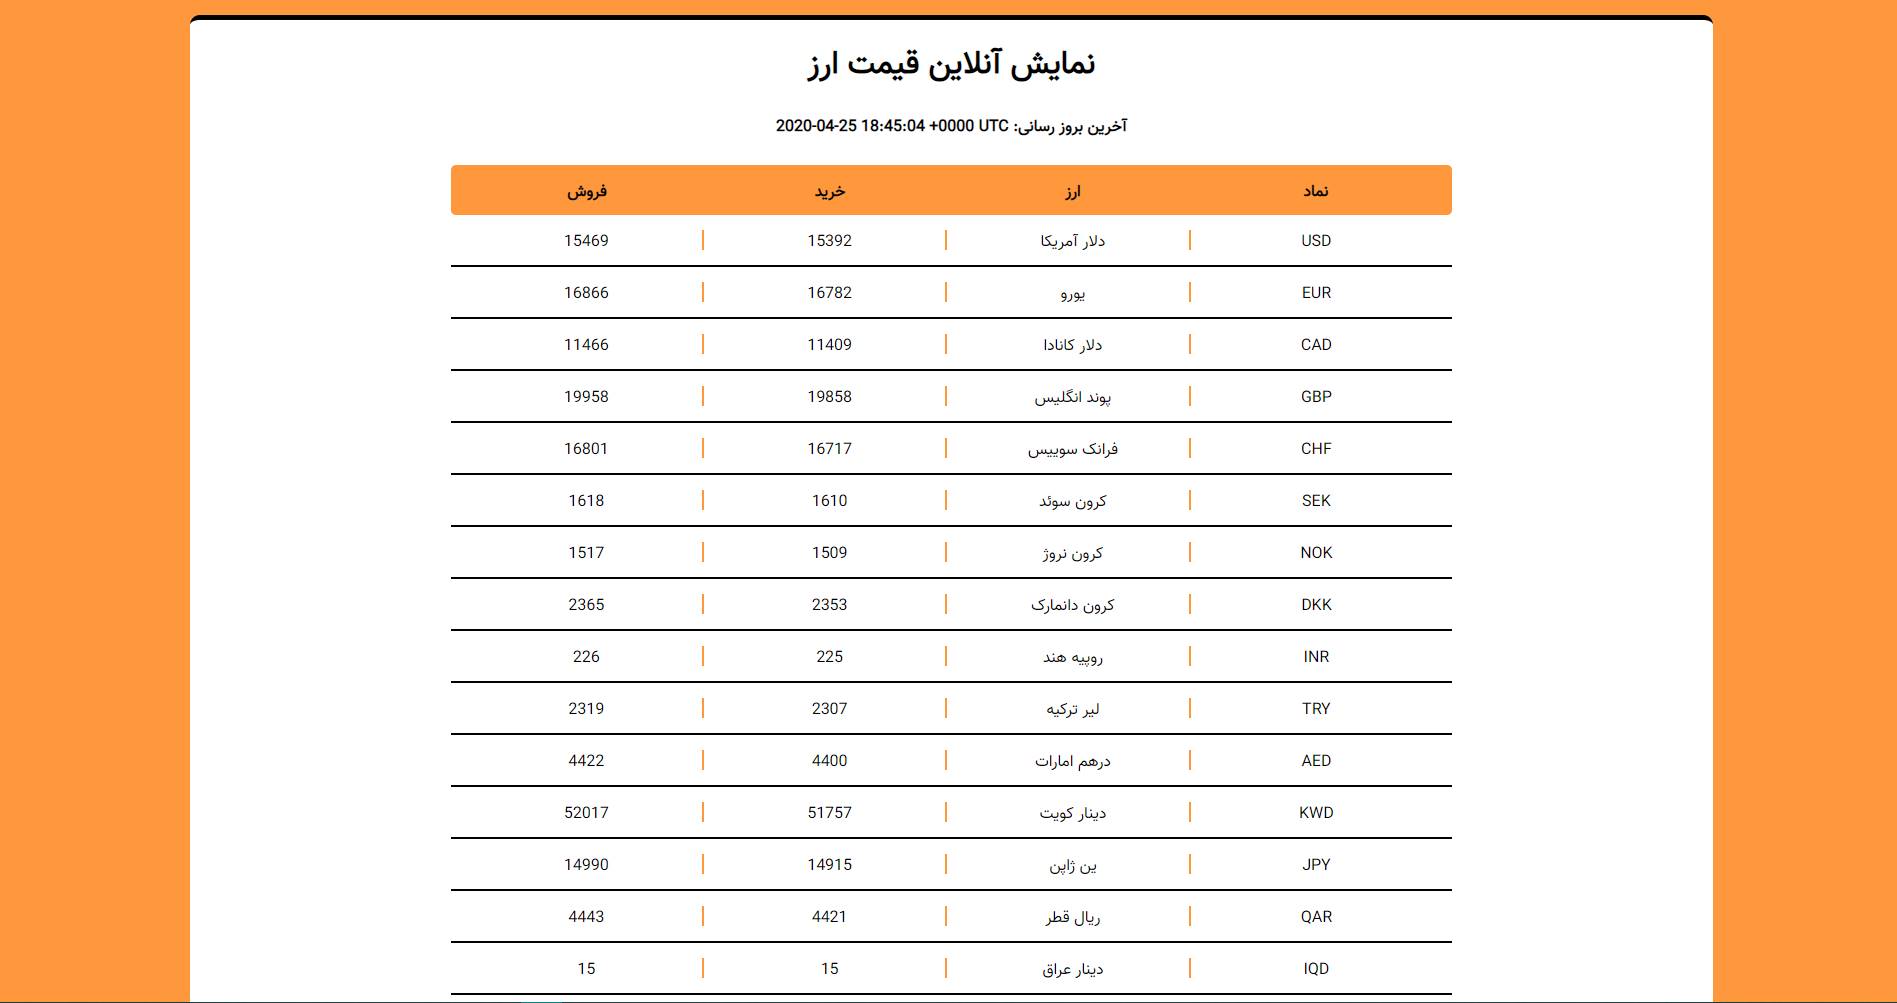 نمایش آنلاین قیمت ارز
آخرین بروز رسانی: 2020-04-25 18:45:04 +0000 UTC
نماد ارز خرید فروش
USD دلار آمریکا 15392 15469
EUR یورو 16782 16866
CAD دلار کانادا 11409 11466
GBP پوند انگلیس 19858 19958
CHF فرانک سوییس 16717 16801
SEK کرون سوئد 1610 1618
NOK کرون نروژ 1509 1517
DKK کرون دانمارک 2353 2365
INR روپیه هند 225 226
TRY لیر ترکیه 2307 2319
AED درهم امارات 4400 4422
KWD دینار کویت 51757 52017
JPY ین ژاپن 14915 14990
QAR ریال قطر 4421 4443
IQD دینار عراق 15 15